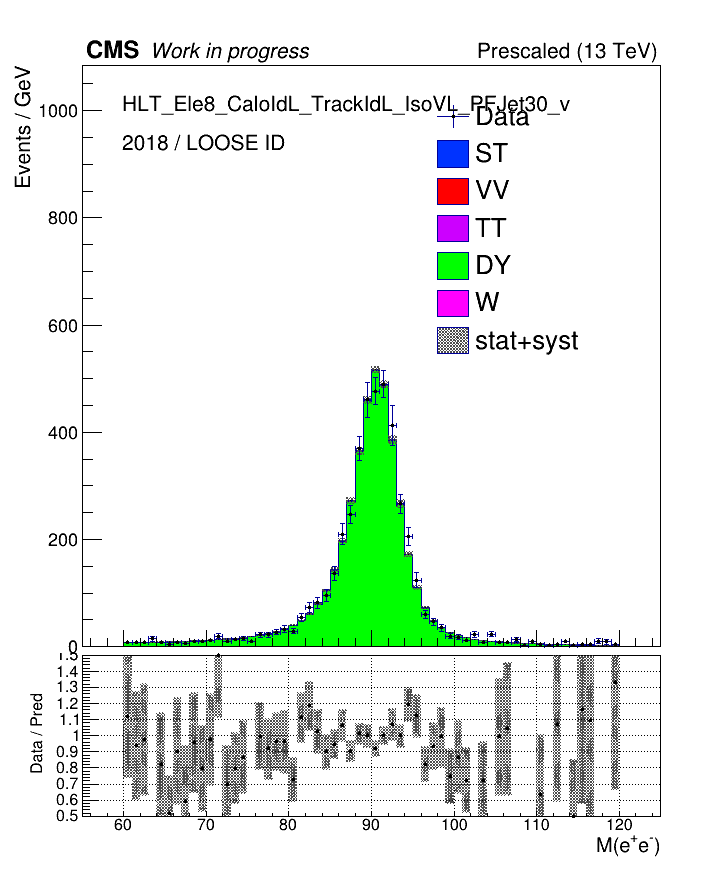 CMS Work in progress Prescaled (13 TeV)
Events / GeV
HLT_Ele8_CaloIdL_TrackIdL_IsoVL_PFJet30_v
2018 / LOOSE ID
Data
ST
VV
TT
DY
W
stat+syst
1000
800
600
400
200
0
Data / Pred
1.5
1.4
1.3
1.2
1.1
1
0.9
0.8
0.7
0.6
0.5
60 70 80 90 100 110 120
M(e⁺e⁻)